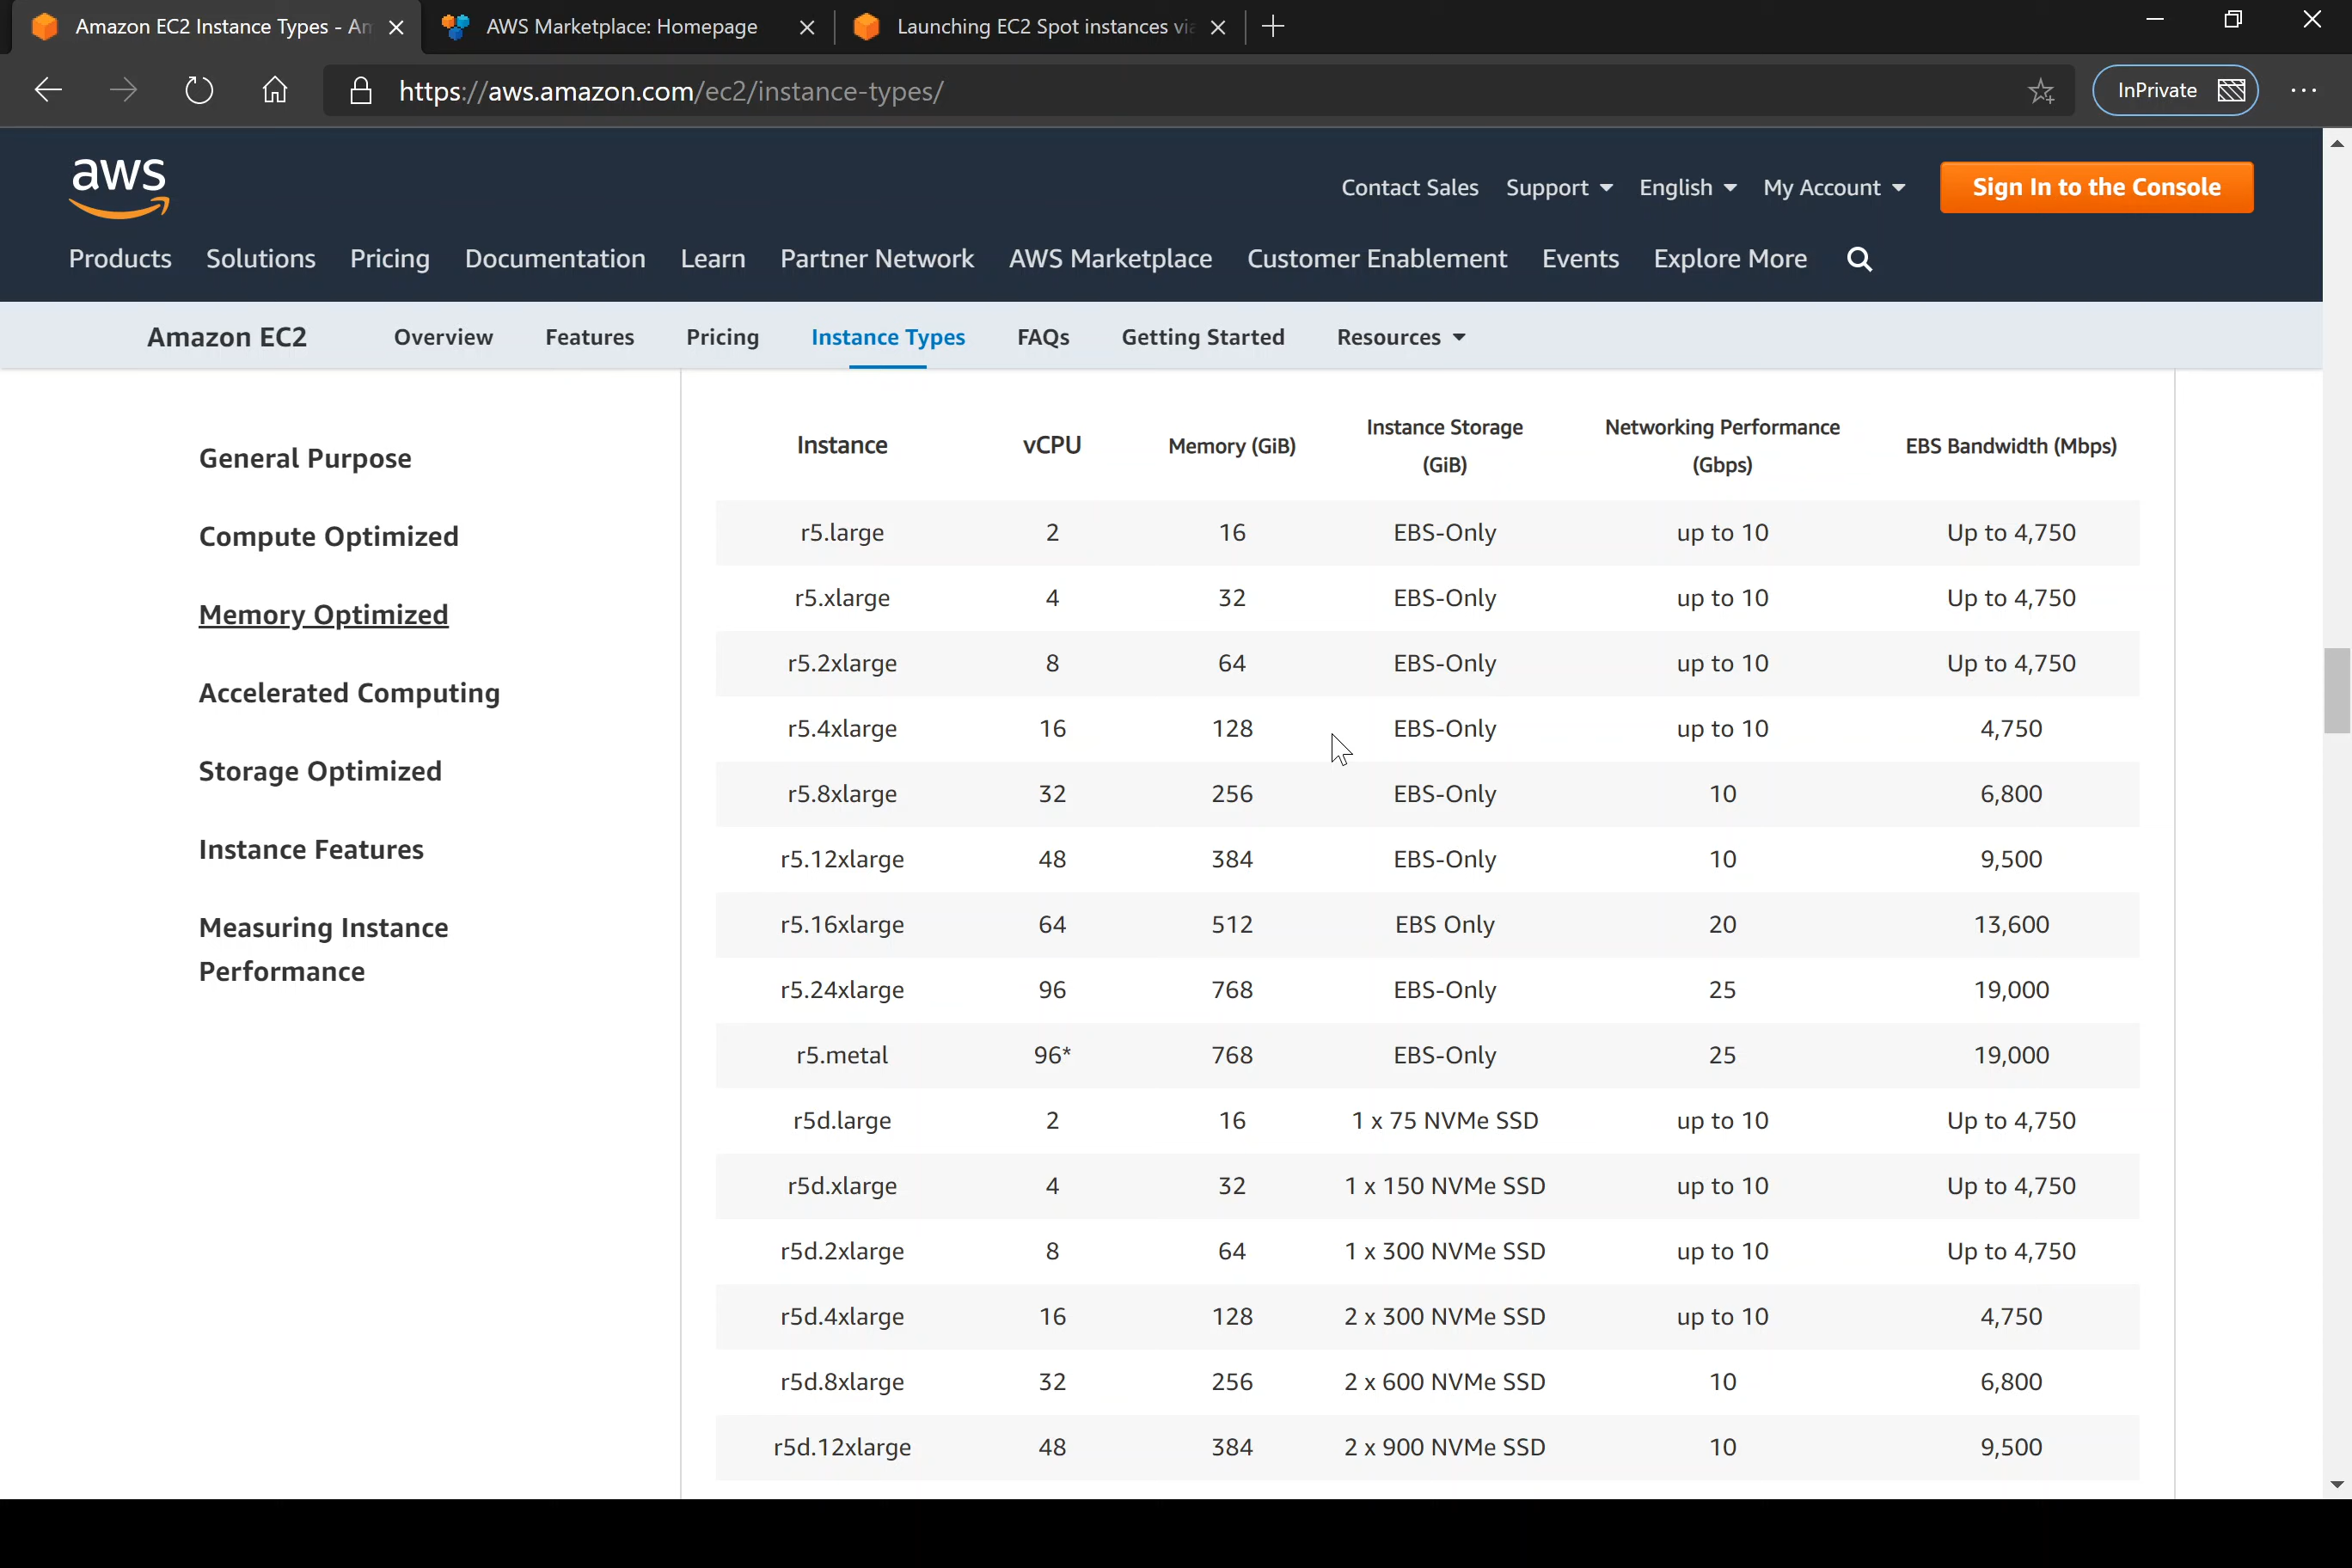 Amazon EC2 Instance Types - Am
AWS Marketplace: Homepage
Launching EC2 Spot instances via
https://aws.amazon.com/ec2/instance-types/
InPrivate
aws
Contact Sales
Support
English
My Account
Sign In to the Console
Products
Solutions
Pricing
Documentation
Learn
Partner Network
AWS Marketplace
Customer Enablement
Events
Explore More
Amazon EC2
Overview
Features
Pricing
Instance Types
FAQs
Getting Started
Resources
General Purpose
Compute Optimized
Memory Optimized
Accelerated Computing
Storage Optimized
Instance Features
Measuring Instance
Performance
Instance vCPU Memory (GiB) Instance Storage (GiB) Networking Performance (Gbps) EBS Bandwidth (Mbps)
r5.large 2 16 EBS-Only up to 10 Up to 4,750
r5.xlarge 4 32 EBS-Only up to 10 Up to 4,750
r5.2xlarge 8 64 EBS-Only up to 10 Up to 4,750
r5.4xlarge 16 128 EBS-Only up to 10 4,750
r5.8xlarge 32 256 EBS-Only 10 6,800
r5.12xlarge 48 384 EBS-Only 10 9,500
r5.16xlarge 64 512 EBS Only 20 13,600
r5.24xlarge 96 768 EBS-Only 25 19,000
r5.metal 96* 768 EBS-Only 25 19,000
r5d.large 2 16 1 x 75 NVMe SSD up to 10 Up to 4,750
r5d.xlarge 4 32 1 x 150 NVMe SSD up to 10 Up to 4,750
r5d.2xlarge 8 64 1 x 300 NVMe SSD up to 10 Up to 4,750
r5d.4xlarge 16 128 2 x 300 NVMe SSD up to 10 4,750
r5d.8xlarge 32 256 2 x 600 NVMe SSD 10 6,800
r5d.12xlarge 48 384 2 x 900 NVMe SSD 10 9,500